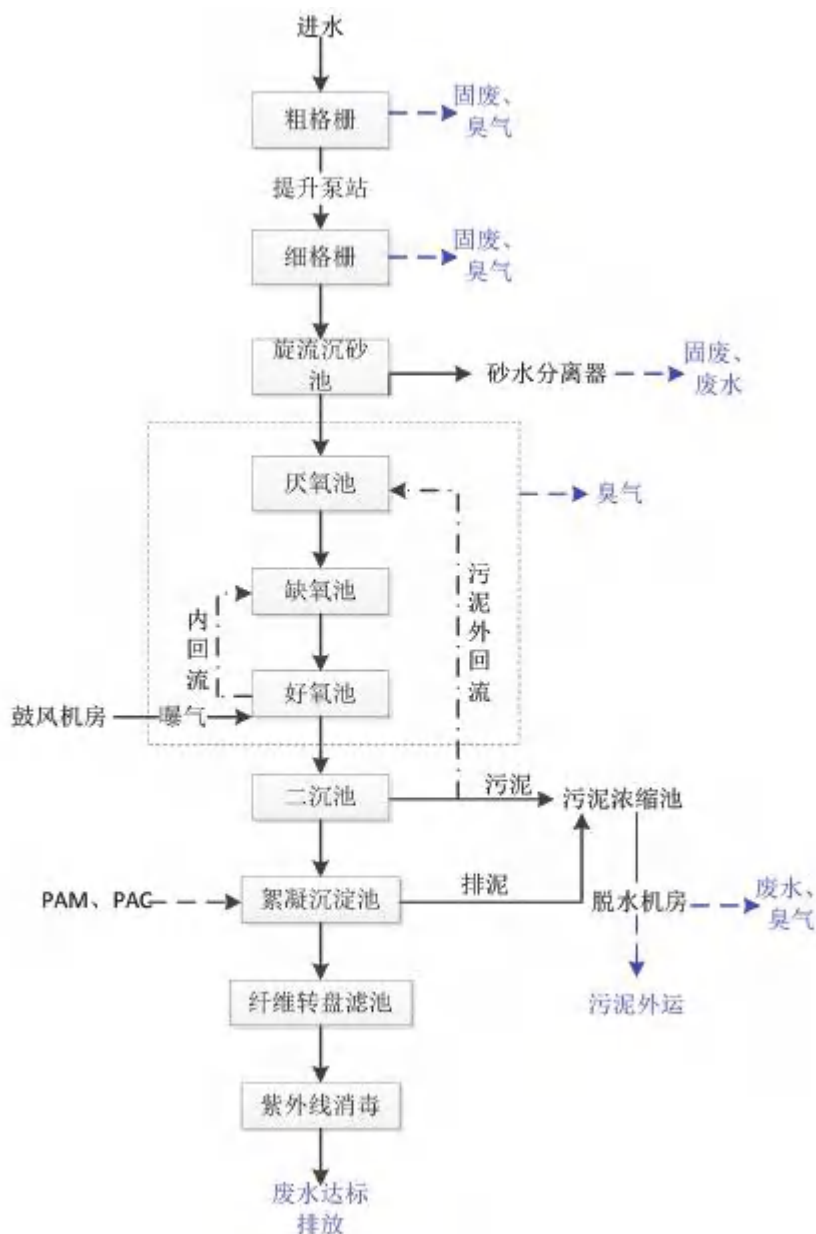 进水
粗格栅
固废、
臭气
提升泵站
细格栅
固废、
臭气
旋流沉砂
池
砂水分离器
固废、
废水
厌氧池
臭气
缺氧池
内回流
污泥外回流
好氧池
鼓风机房
曝气
二沉池
污泥
污泥浓缩池
PAM、PAC
絮凝沉淀池
排泥
脱水机房
废水、
臭气
纤维转盘滤池
污泥外运
紫外线消毒
废水达标
排放